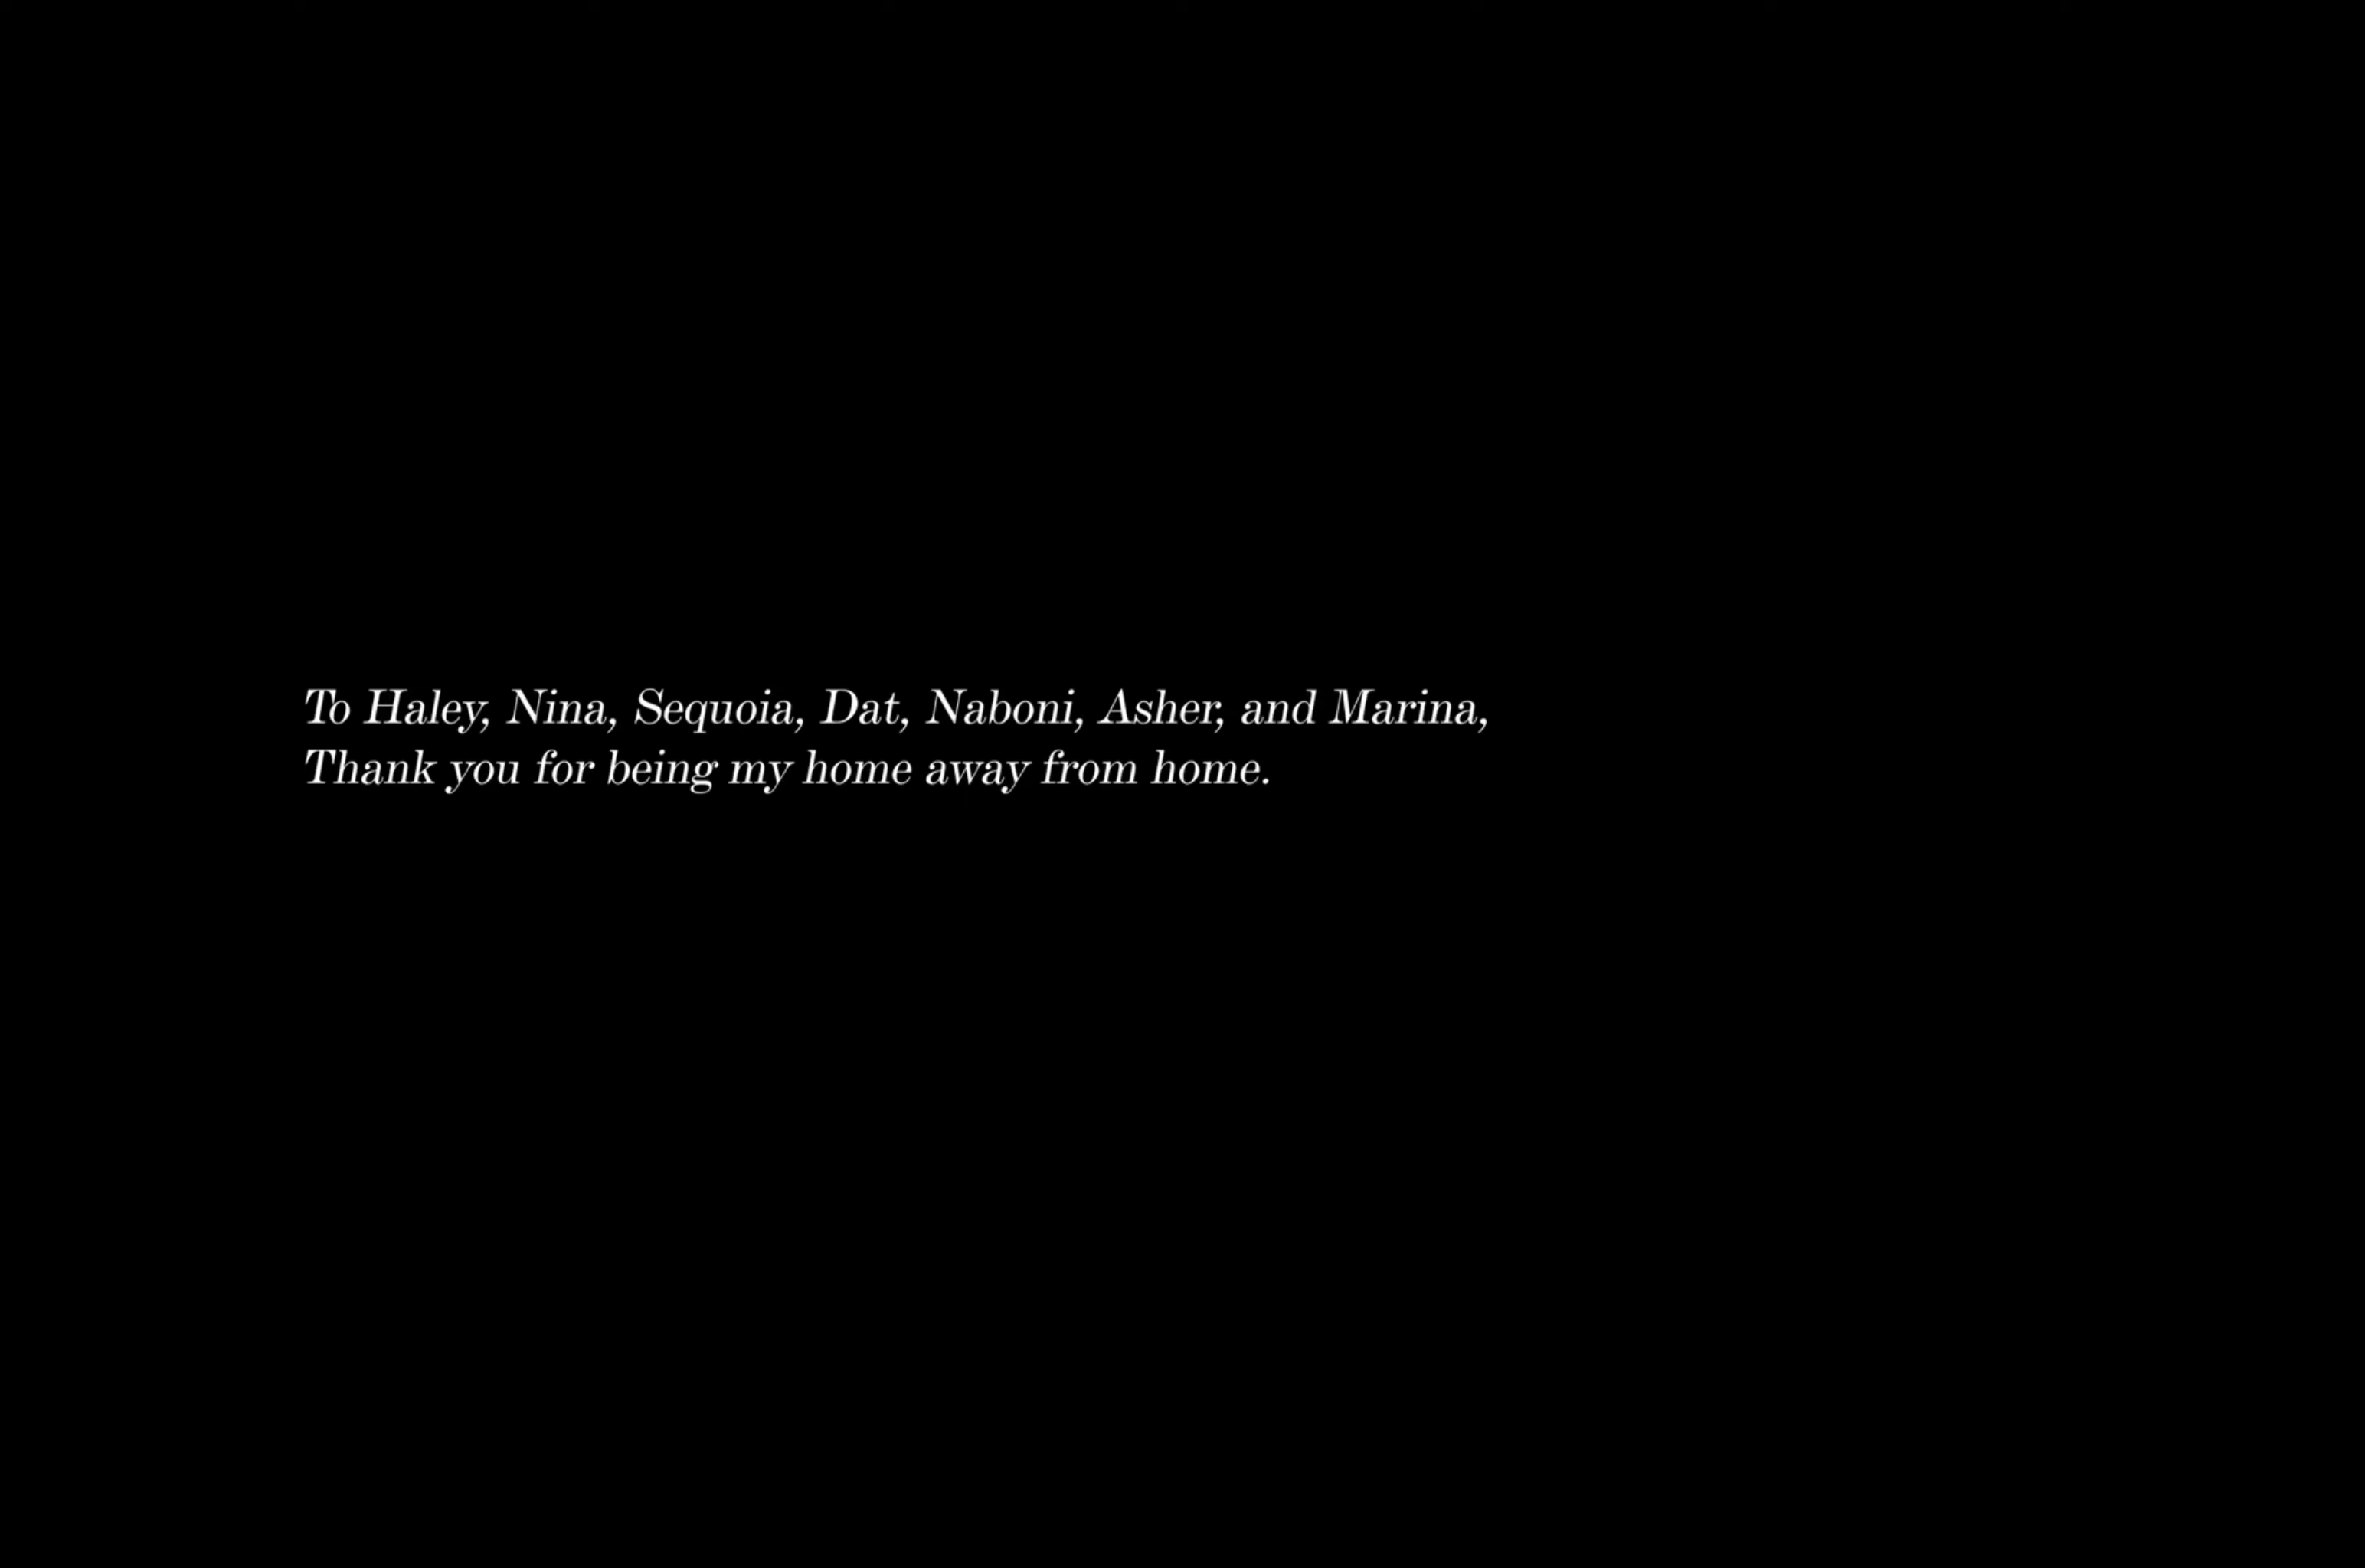 To Haley, Nina, Sequoia, Dat, Naboni, Asher, and Marina,
Thank you for being my home away from home.